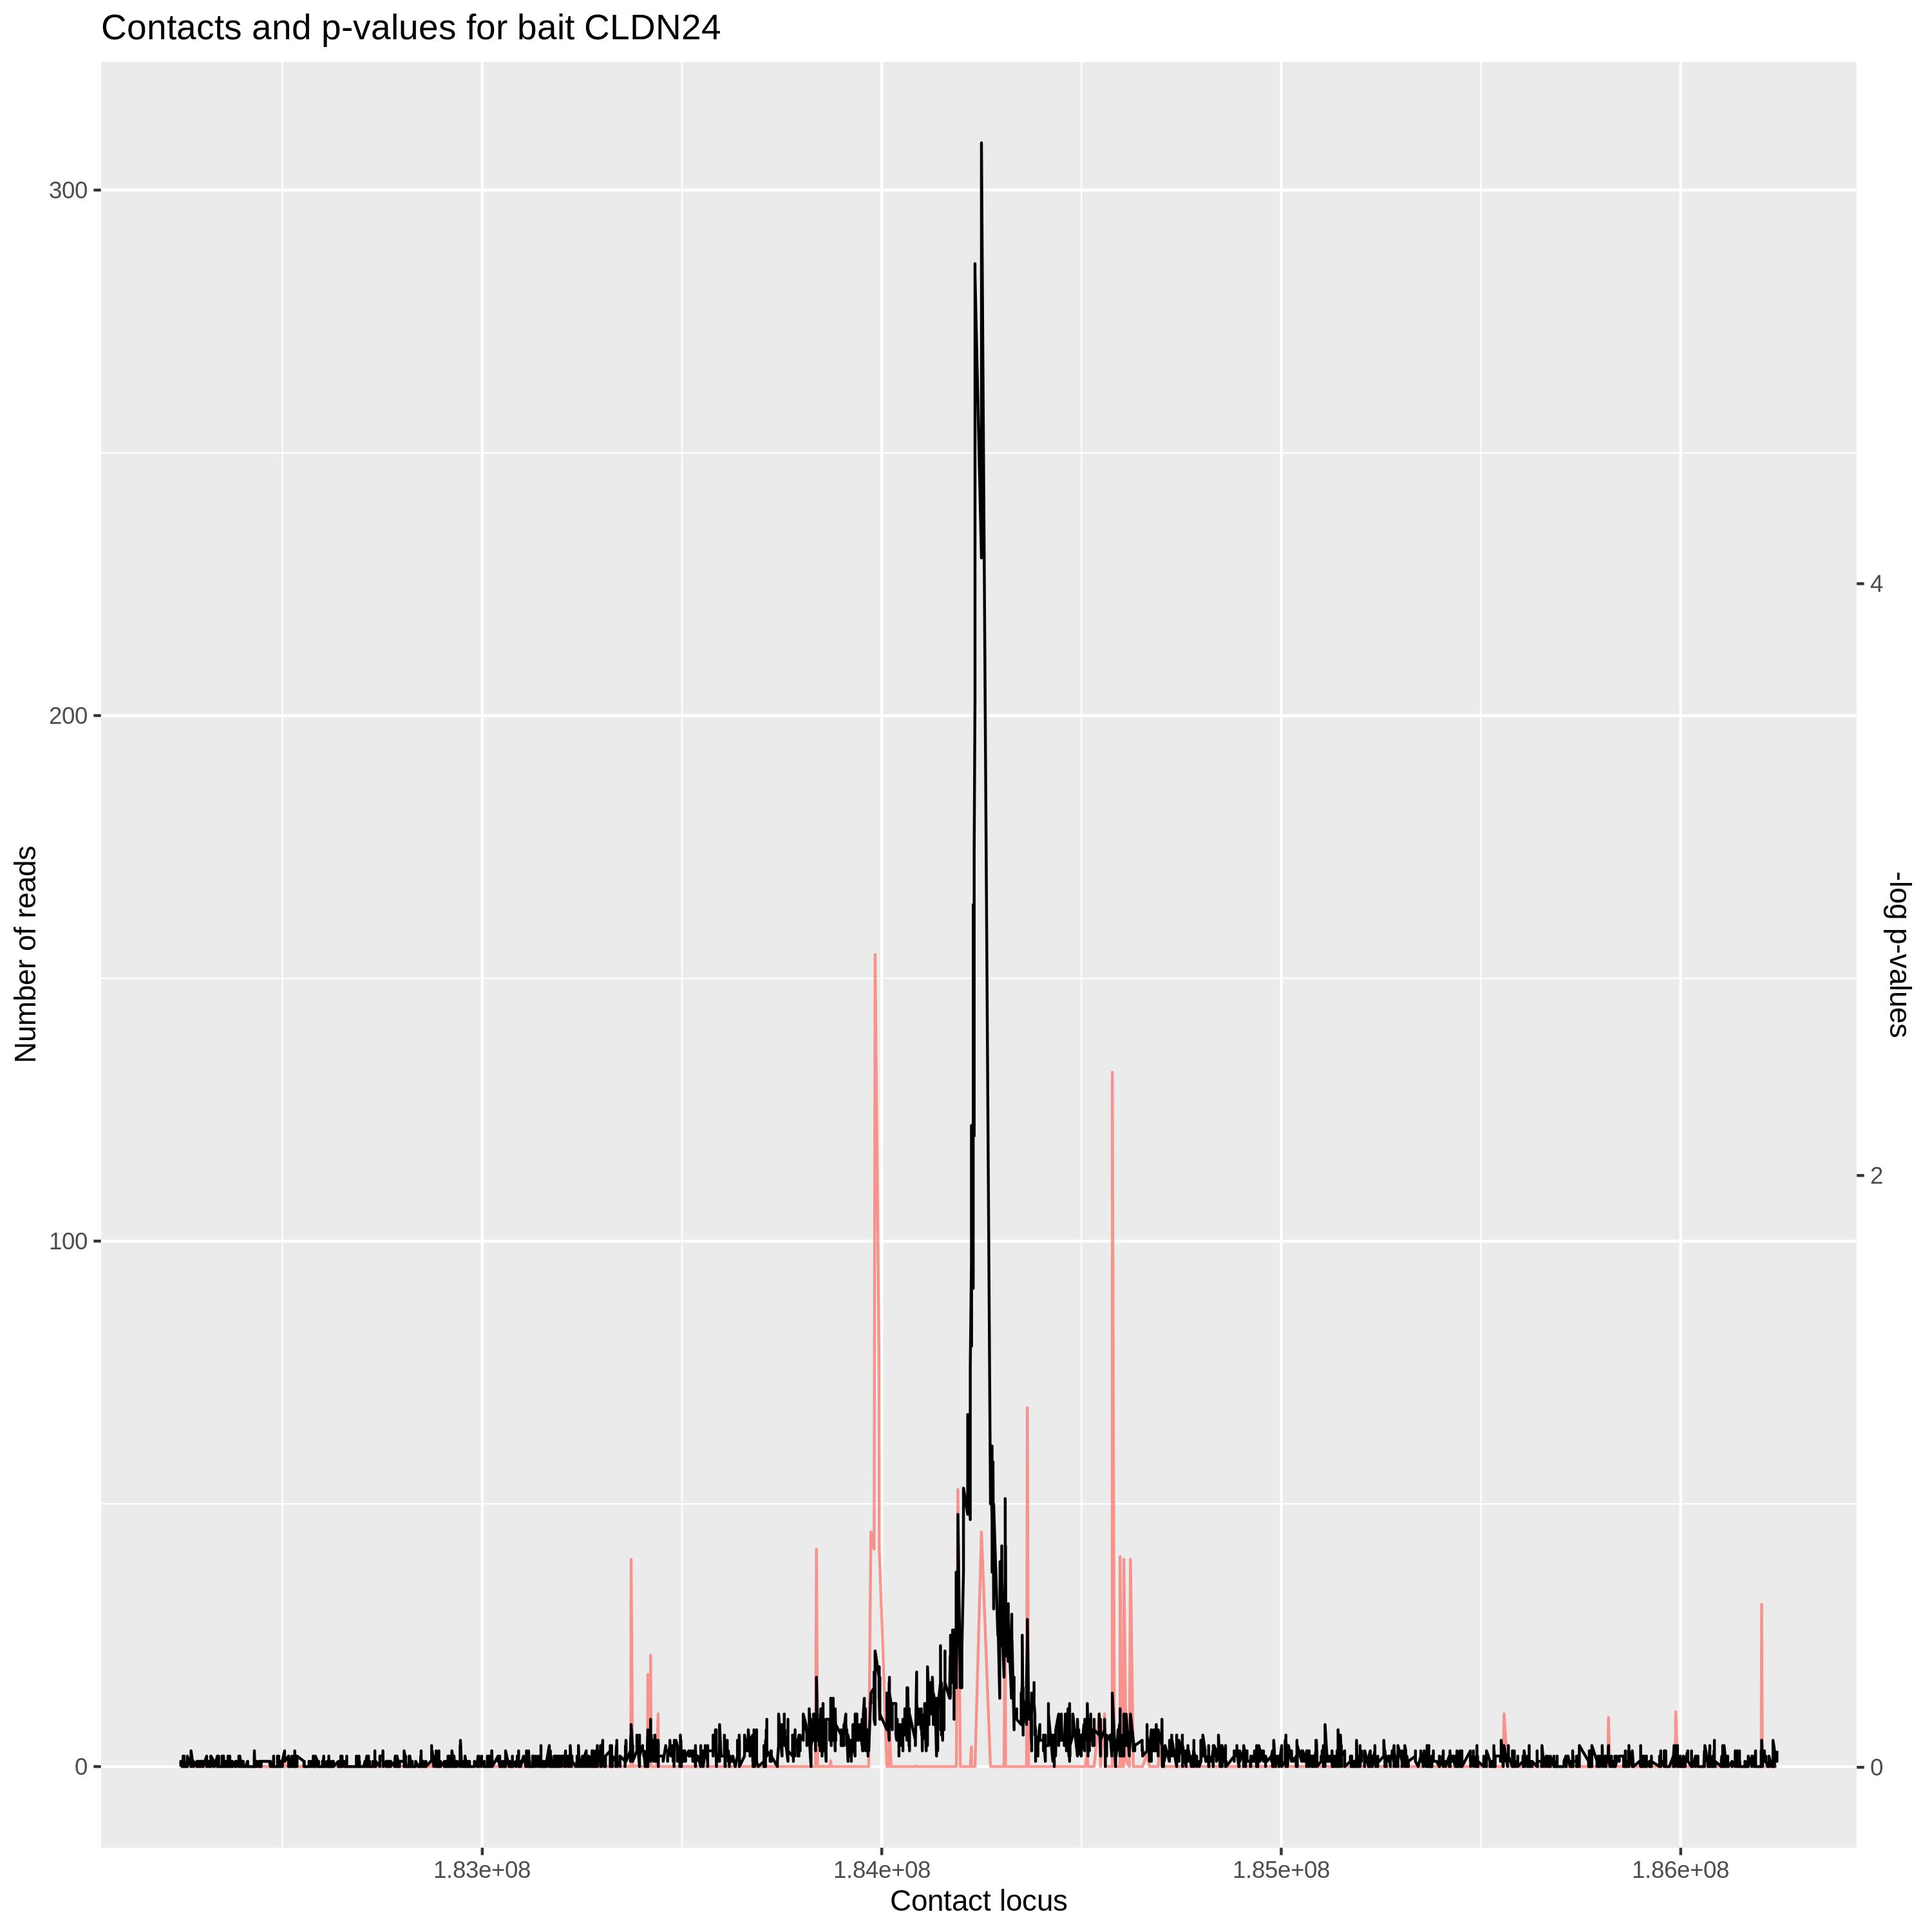 Contacts and p-values for bait CLDN24
300
200
100
0
Number of reads
4
2
0
-log p-values
1.83e+08
1.84e+08
1.85e+08
1.86e+08
Contact locus